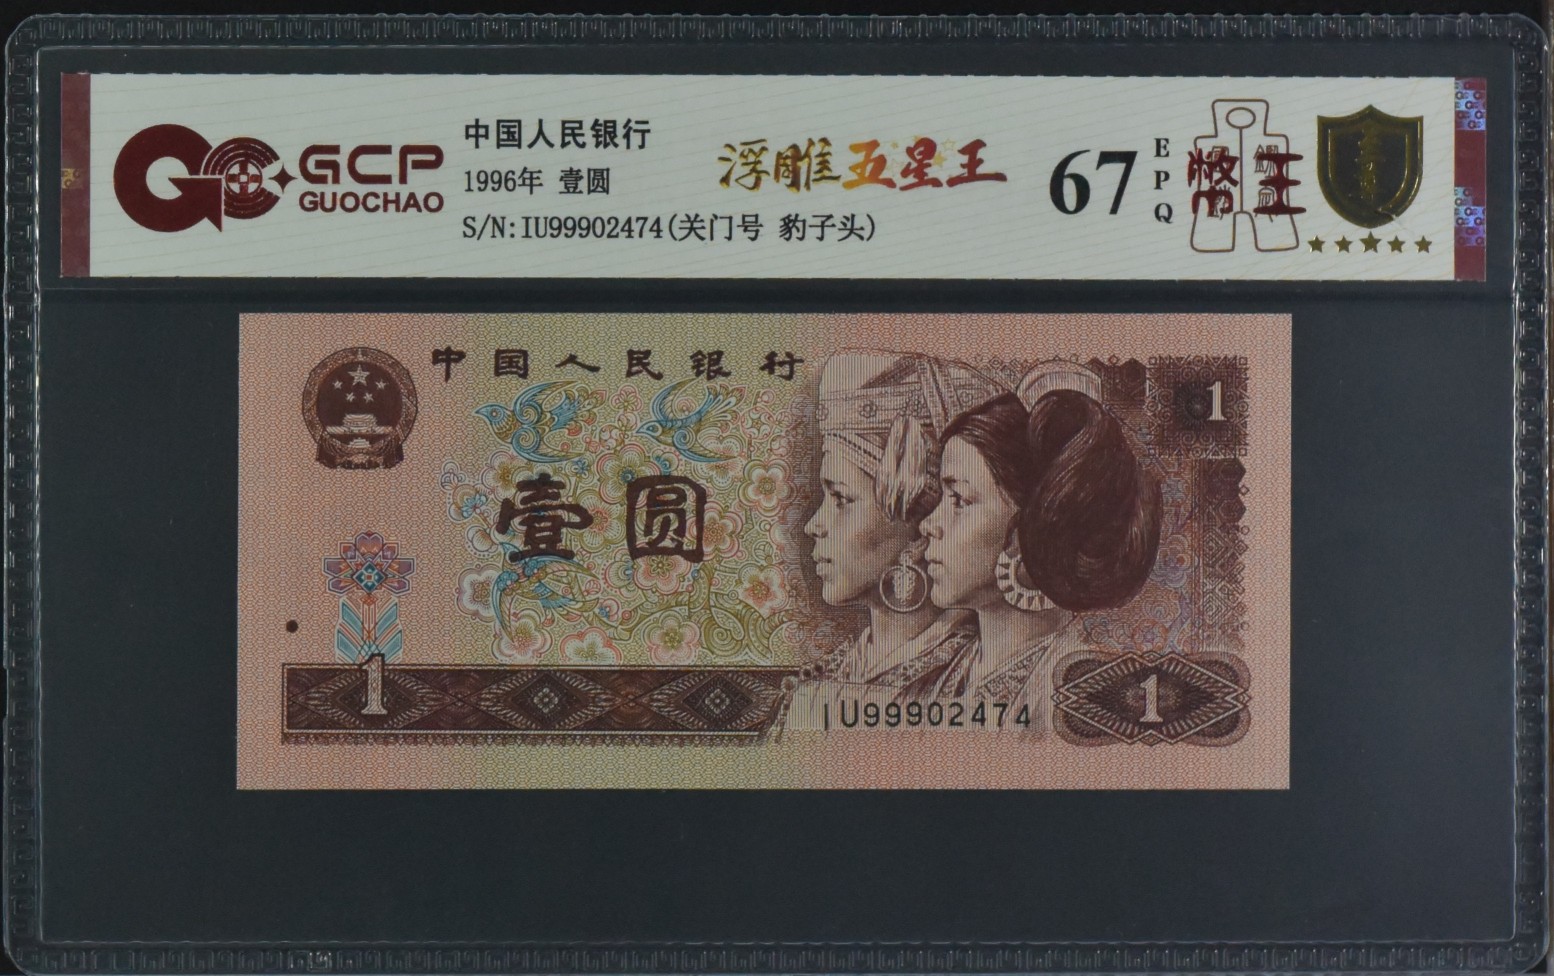 GCP
GUOCHAO
中国人民银行
1996年 壹圆
S/N:IU99902474(关门号 豹子头)
浮雕五星王
67
EPQ
中国人民银行
1
壹圆
1
IU99902474
1